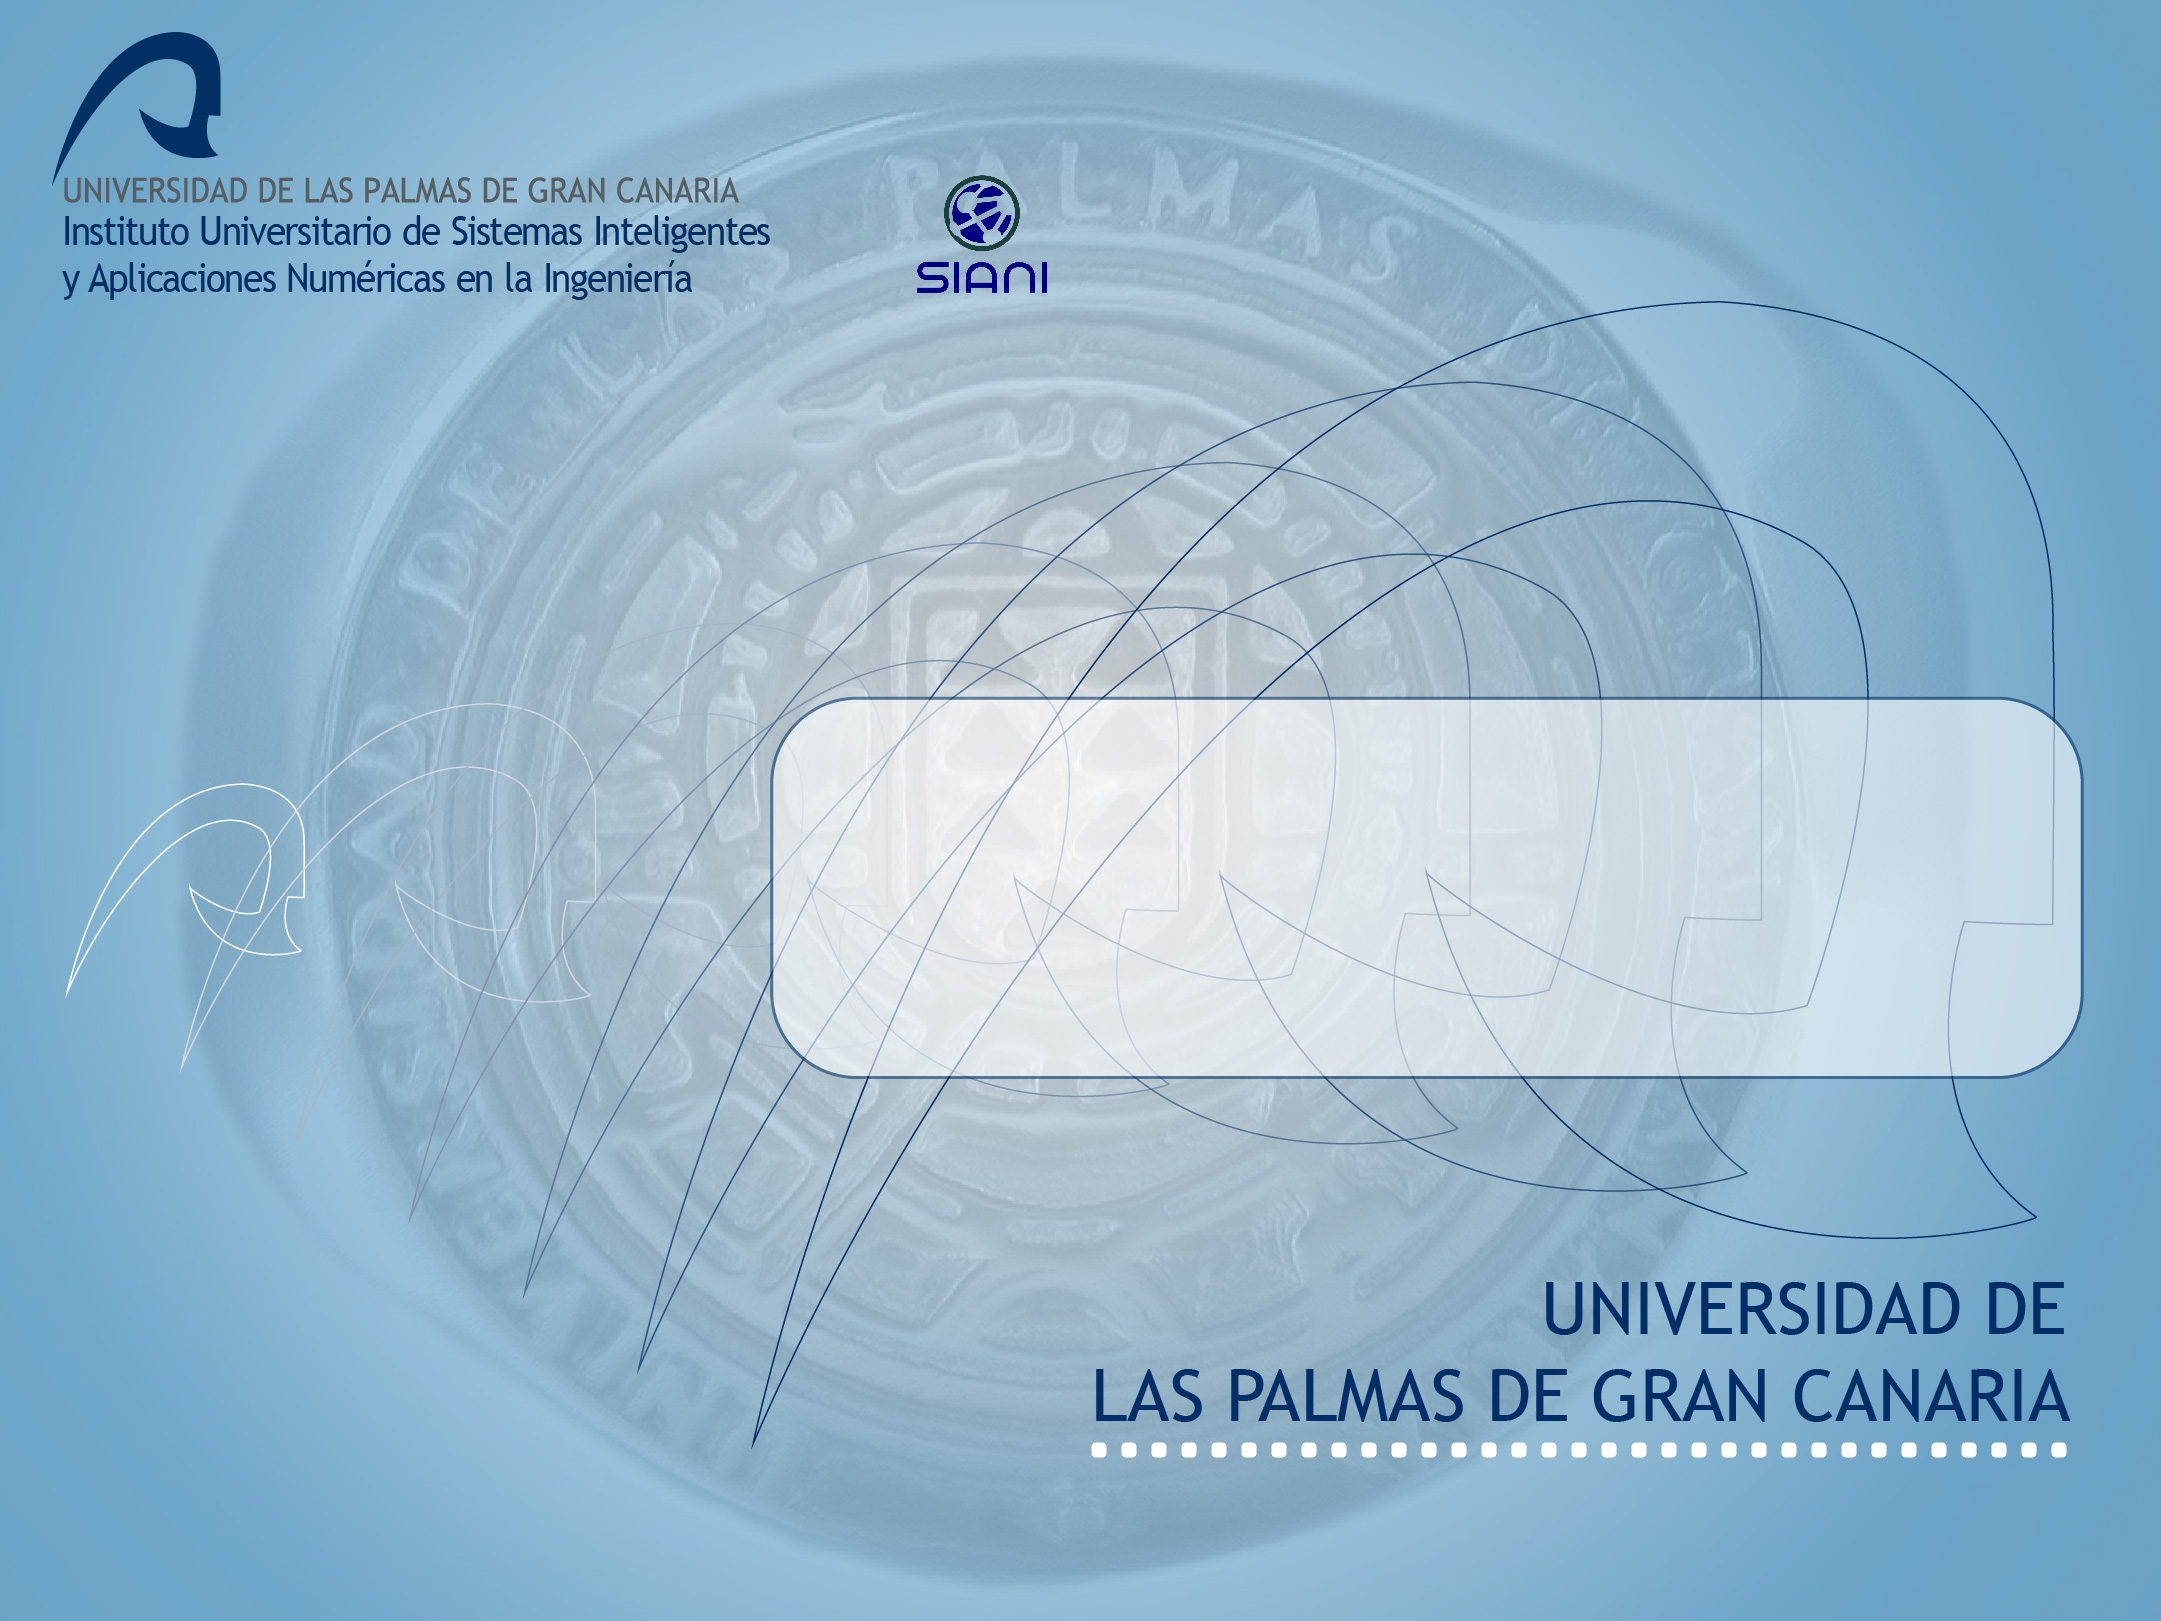 UNIVERSIDAD DE LAS PALMAS DE GRAN CANARIA
Instituto Universitario de Sistemas Inteligentes
y Aplicaciones Numéricas en la Ingeniería
SIANI
PALMAS
UNIVERSIDAD DE
LAS PALMAS DE GRAN CANARIA